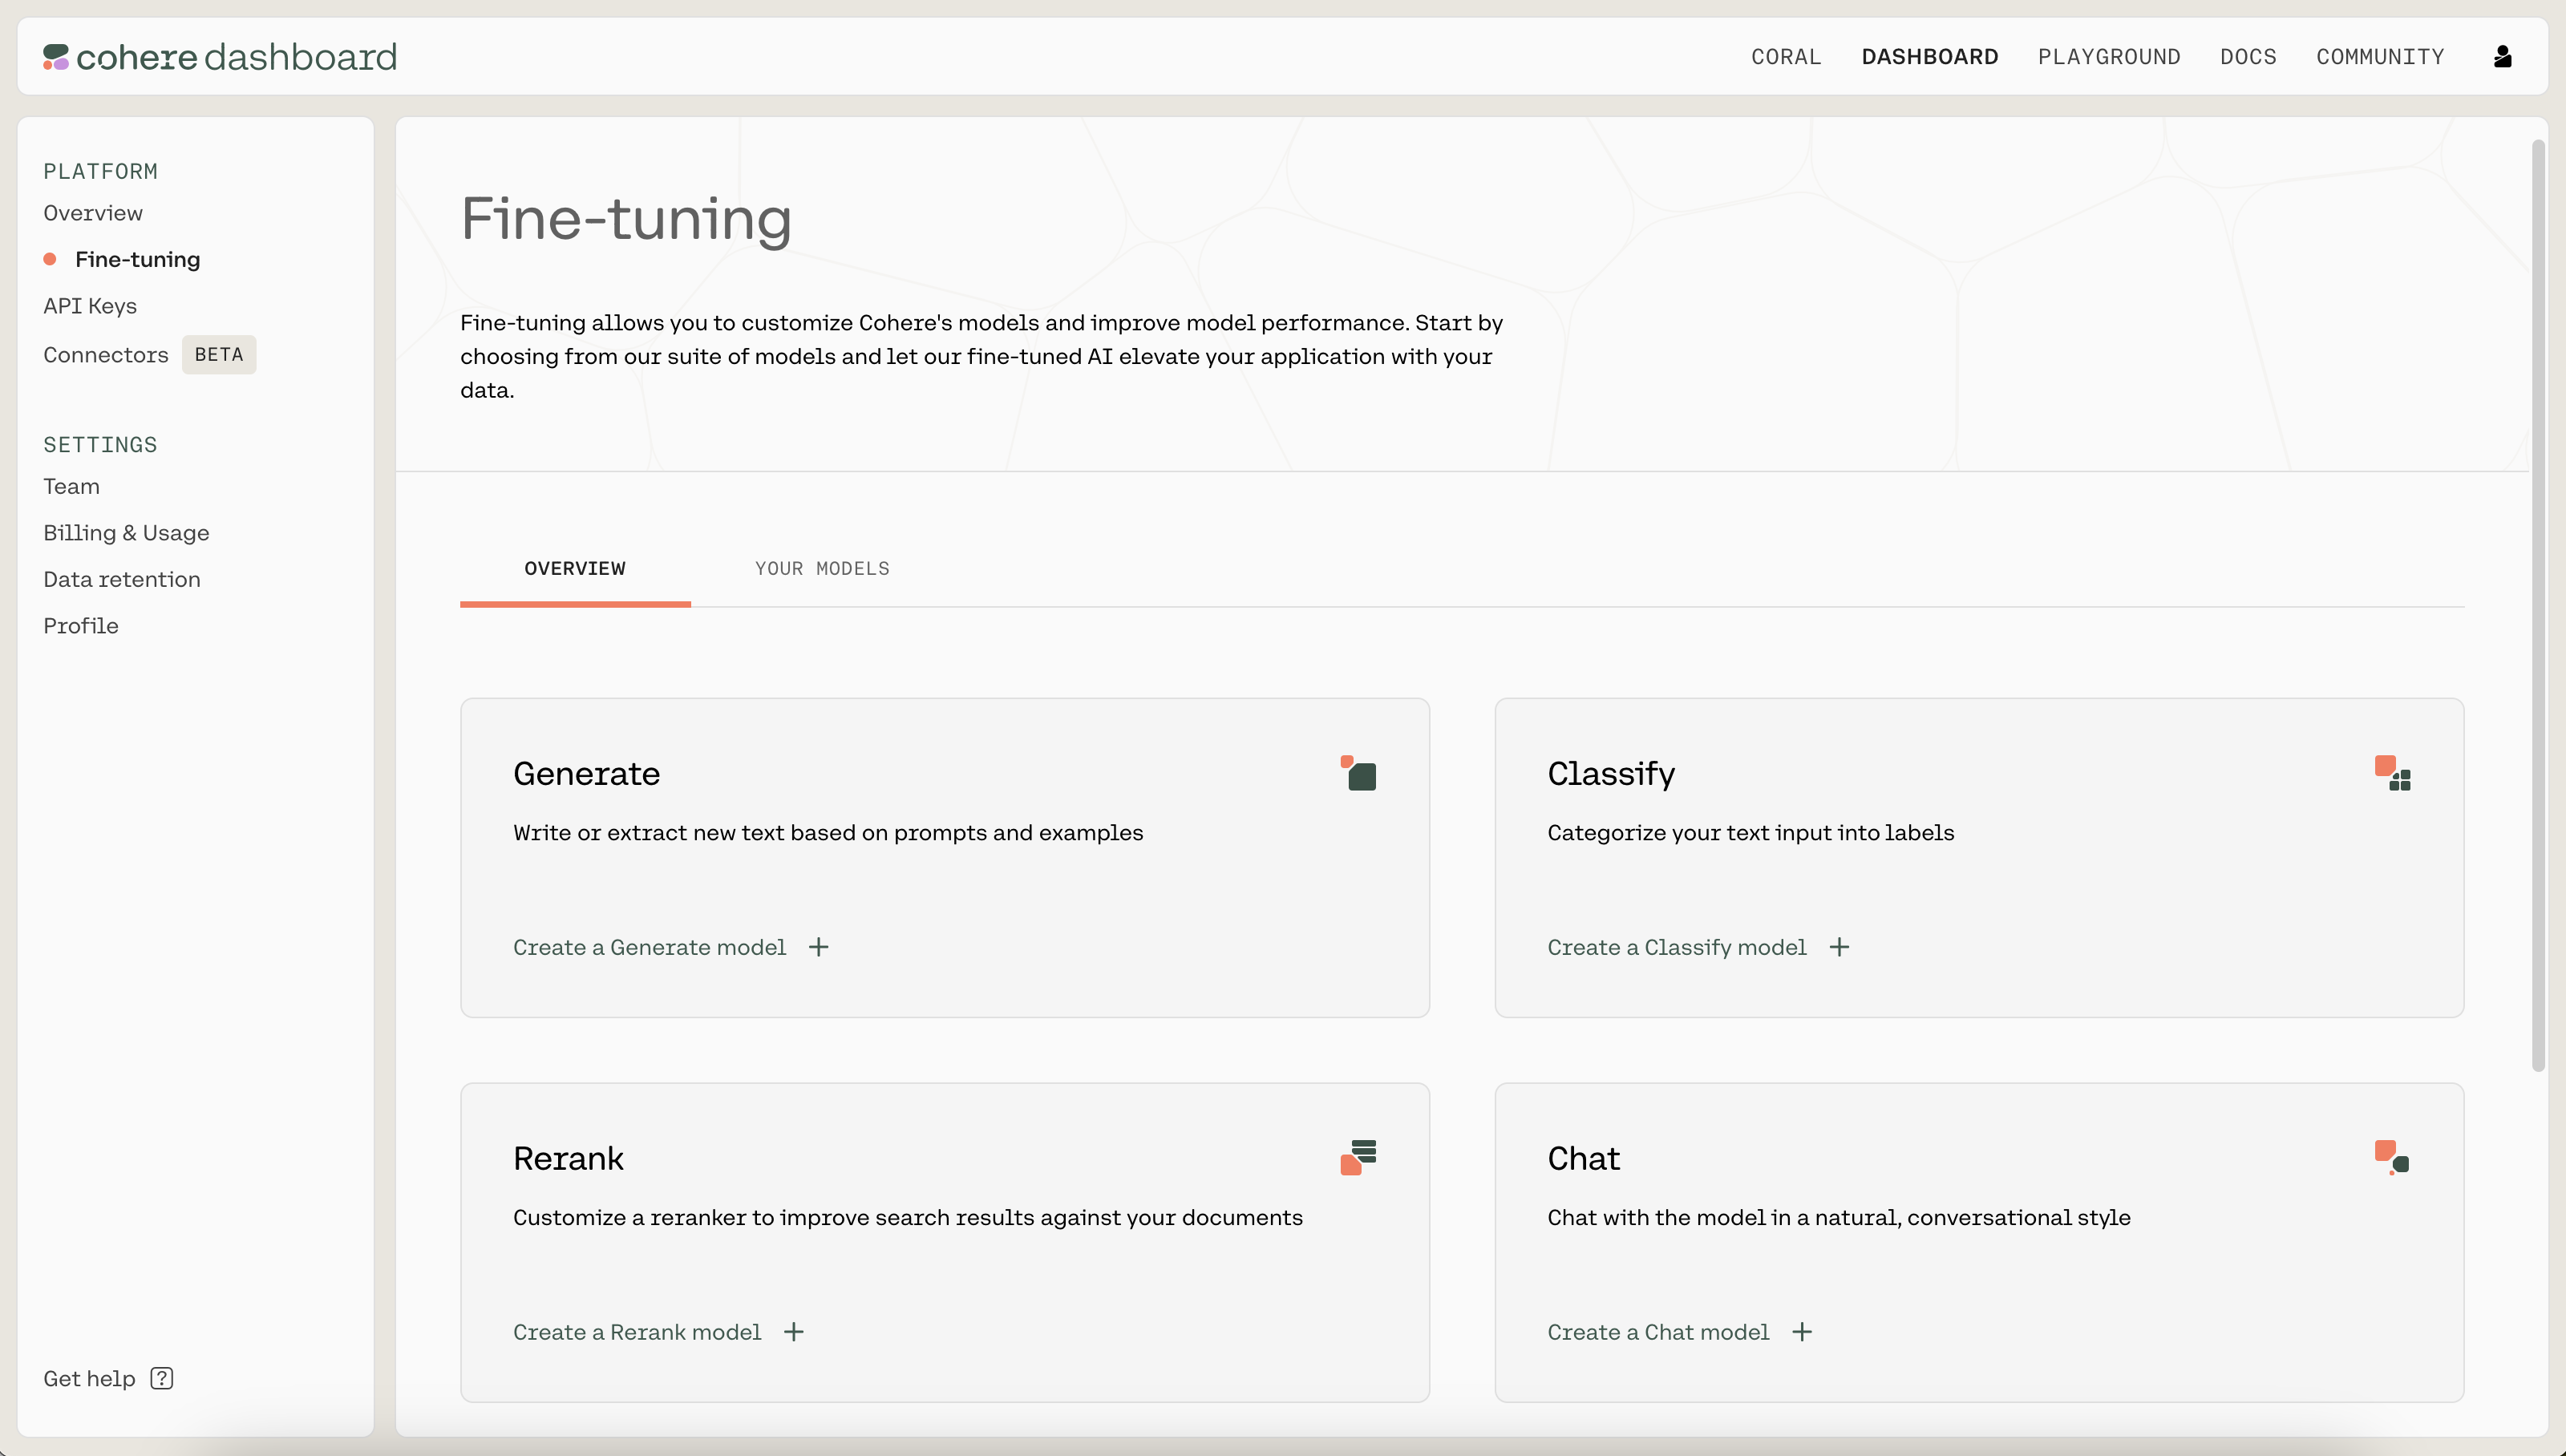 cohere dashboard
CORAL
DASHBOARD
PLAYGROUND
DOCS
COMMUNITY
PLATFORM
Overview
Fine-tuning
API Keys
Connectors BETA
SETTINGS
Team
Billing & Usage
Data retention
Profile
Get help ?
Fine-tuning
Fine-tuning allows you to customize Cohere's models and improve model performance. Start by
choosing from our suite of models and let our fine-tuned AI elevate your application with your
data.
OVERVIEW
YOUR MODELS
Generate
Write or extract new text based on prompts and examples
Create a Generate model +
Classify
Categorize your text input into labels
Create a Classify model +
Rerank
Customize a reranker to improve search results against your documents
Create a Rerank model +
Chat
Chat with the model in a natural, conversational style
Create a Chat model +